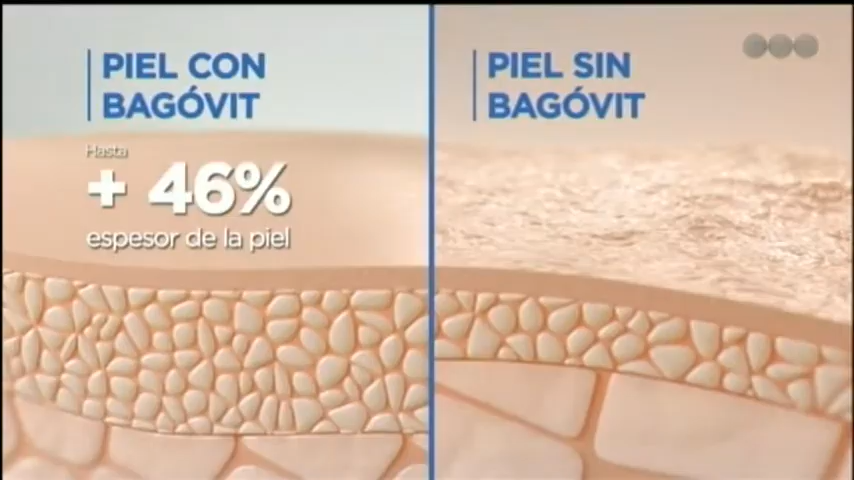 PIEL CON
BAGÓVIT
Hasta
+ 46%
espesor de la piel
PIEL SIN
BAGÓVIT